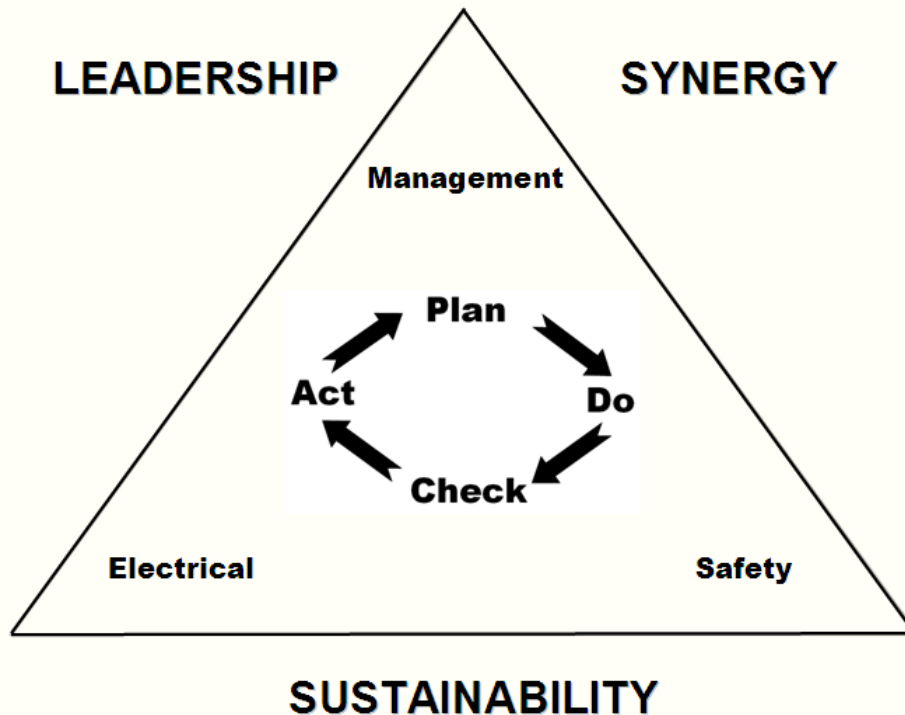 LEADERSHIP
SYNERGY
Management
Plan
Act
Do
Check
Electrical
Safety
SUSTAINABILITY